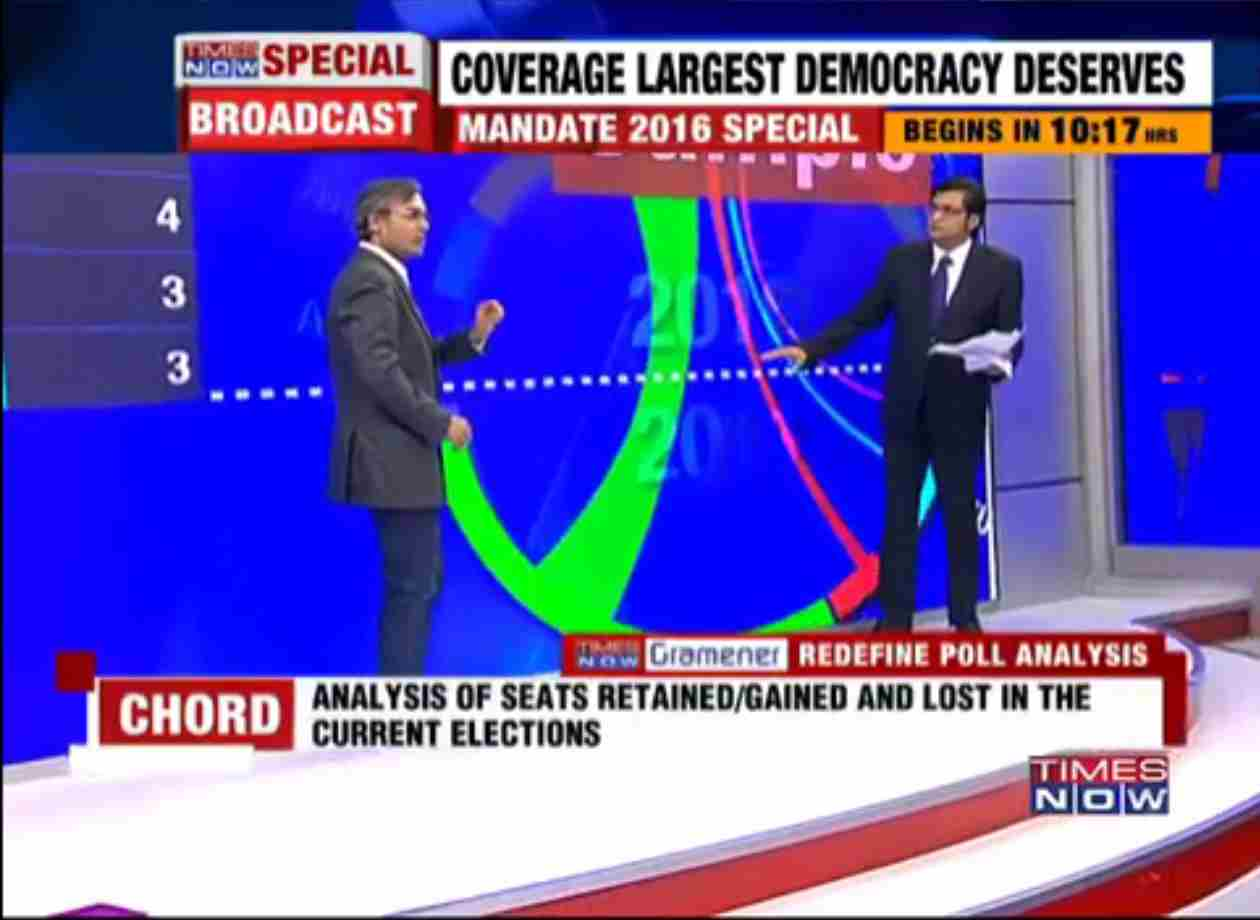 TIMES NOW SPECIAL
BROADCAST
COVERAGE LARGEST DEMOCRACY DESERVES
MANDATE 2016 SPECIAL
BEGINS IN 10:17 HRS
4
3
3
TIMES NOW Gramener REDEFINE POLL ANALYSIS
CHORD
ANALYSIS OF SEATS RETAINED/GAINED AND LOST IN THE
CURRENT ELECTIONS
TIMES
NOW